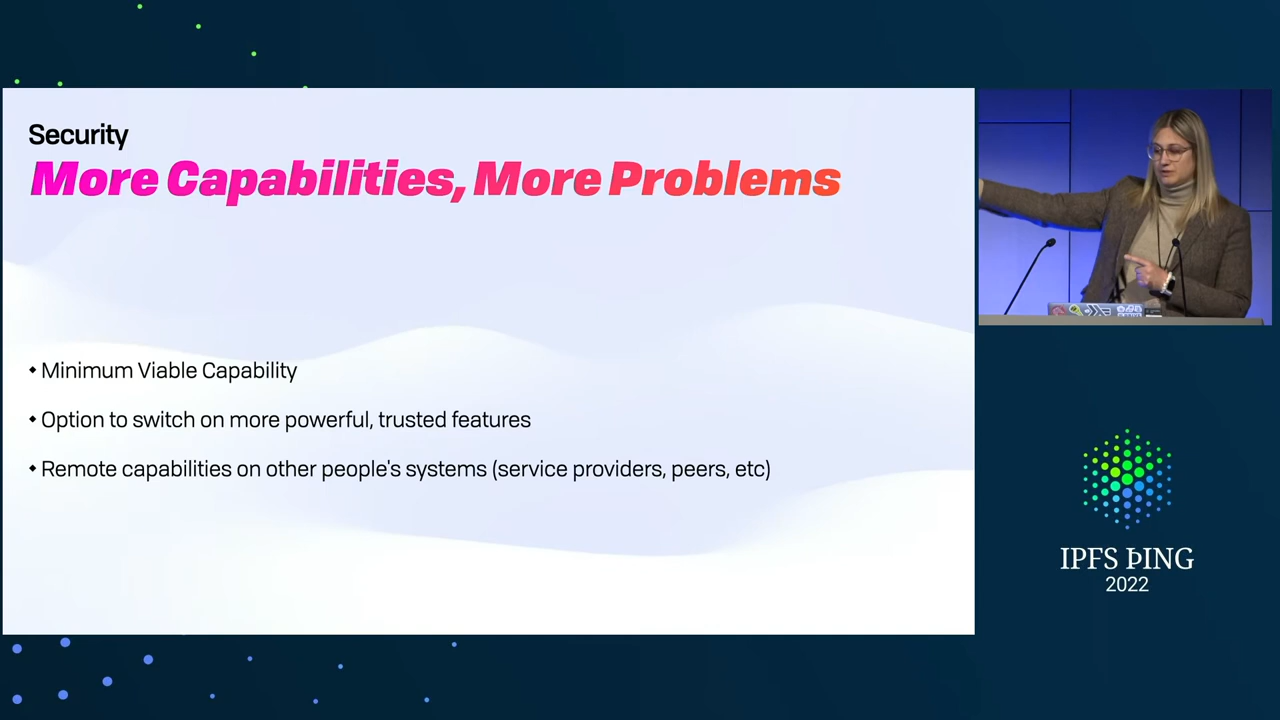 Security
More Capabilities, More Problems
• Minimum Viable Capability
• Option to switch on more powerful, trusted features
• Remote capabilities on other people's systems (service providers, peers, etc)
IPFS ÞING
2022